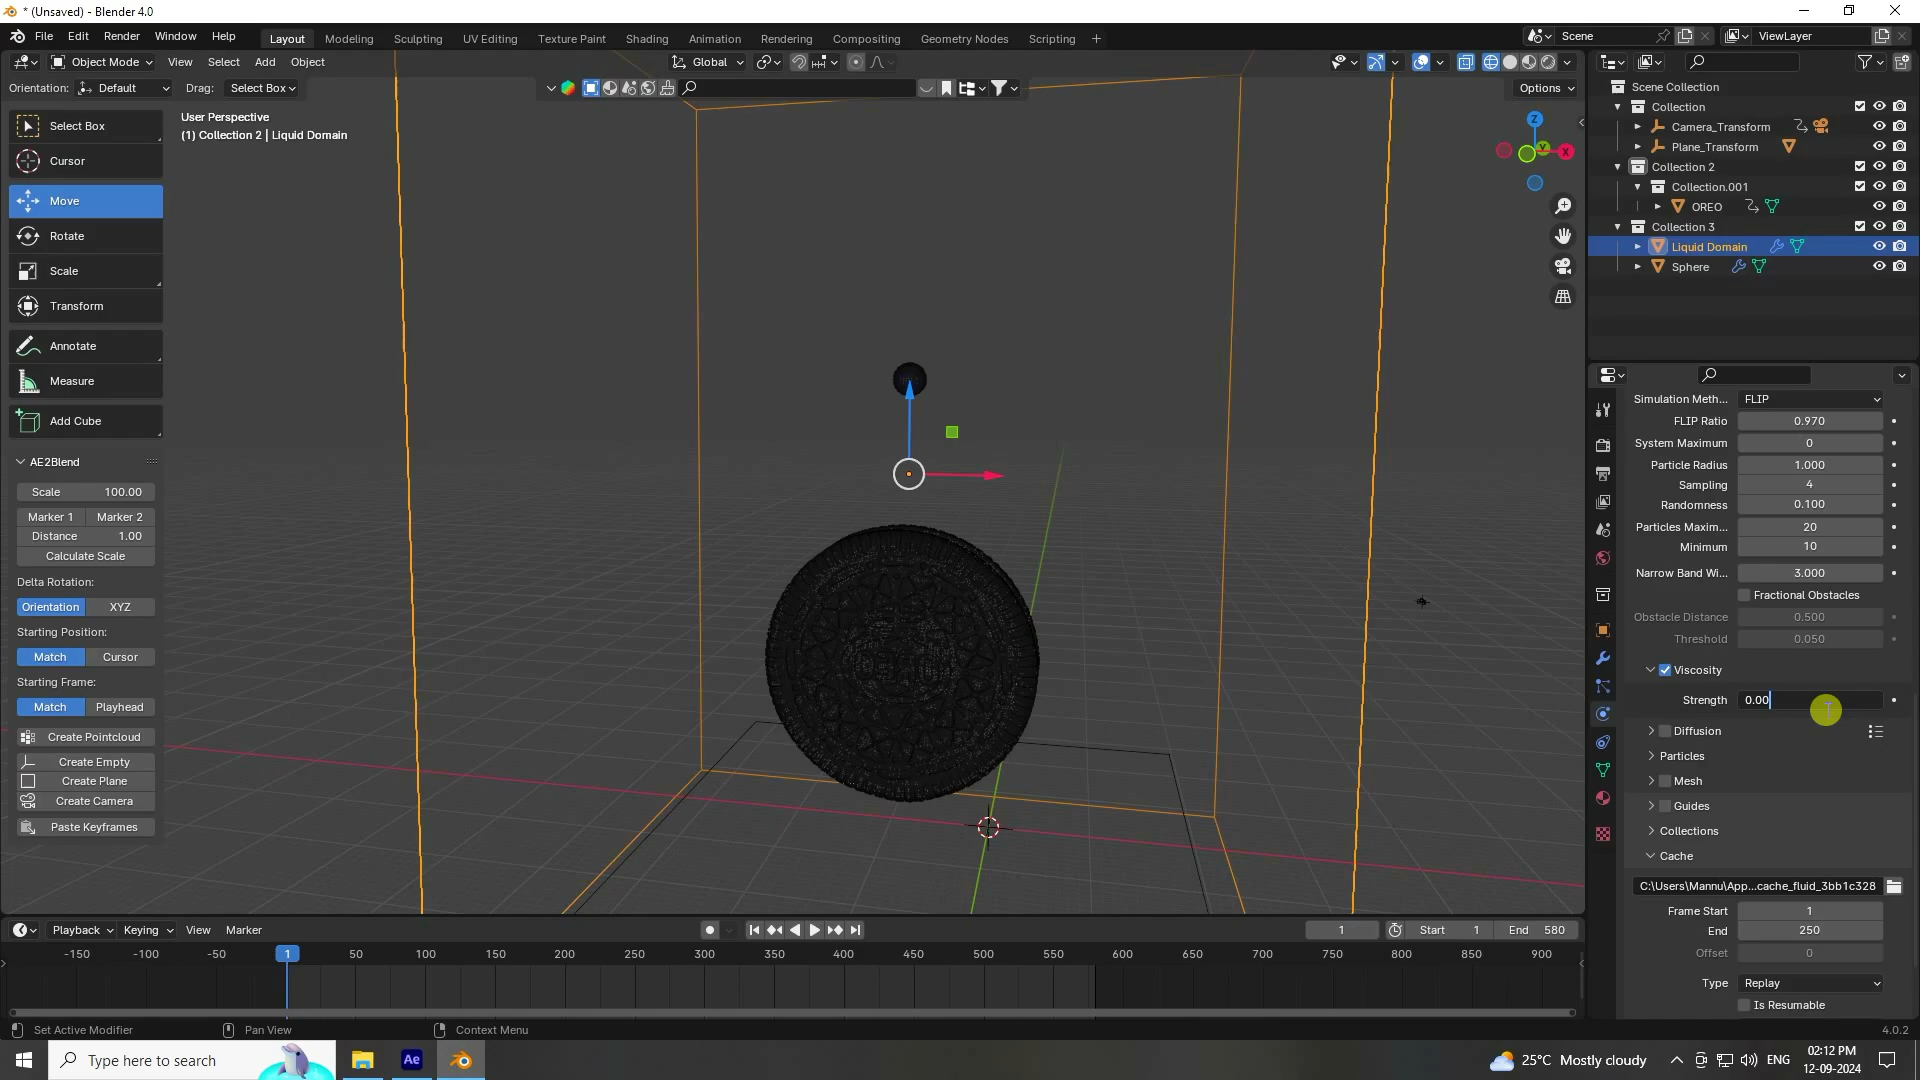 * (Unsaved) - Blender 4.0
File Edit Render Window Help
Layout Modeling Sculpting UV Editing Texture Paint Shading Animation Rendering Compositing Geometry Nodes Scripting +
Scene
ViewLayer
Object Mode View Select Add Object
Global
Orientation: Default Drag: Select Box
Options
User Perspective
(1) Collection 2 | Liquid Domain
Select Box
Cursor
Move
Rotate
Scale
Transform
Annotate
Measure
Add Cube
AE2Blend
Scale 100.00
Marker 1 Marker 2
Distance 1.00
Calculate Scale
Delta Rotation:
Orientation XYZ
Starting Position:
Match Cursor
Starting Frame:
Match Playhead
Create Pointcloud
Create Empty
Create Plane
Create Camera
Paste Keyframes
Z
Y
X
Scene Collection
Collection
Camera_Transform
Plane_Transform
Collection 2
Collection.001
OREO
Collection 3
Liquid Domain
Sphere
Simulation Meth... FLIP
FLIP Ratio 0.970
System Maximum 0
Particle Radius 1.000
Sampling 4
Randomness 0.100
Particles Maxim... 20
Minimum 10
Narrow Band Wi... 3.000
Fractional Obstacles
Obstacle Distance 0.500
Threshold 0.050
Viscosity
Strength 0.00
Diffusion
Particles
Mesh
Guides
Collections
Cache
C:\Users\Mannu\App...cache_fluid_3bb1c328
Frame Start 1
End 250
Offset 0
Type Replay
Is Resumable
Playback Keying View Marker
1
Start 1
End 580
-150 -100 -50 1 50 100 150 200 250 300 350 400 450 500 550 600 650 700 750 800 850 900
Set Active Modifier
Pan View
Context Menu
4.0.2
Type here to search
Ae
25°C Mostly cloudy
ENG
02:12 PM
12-09-2024